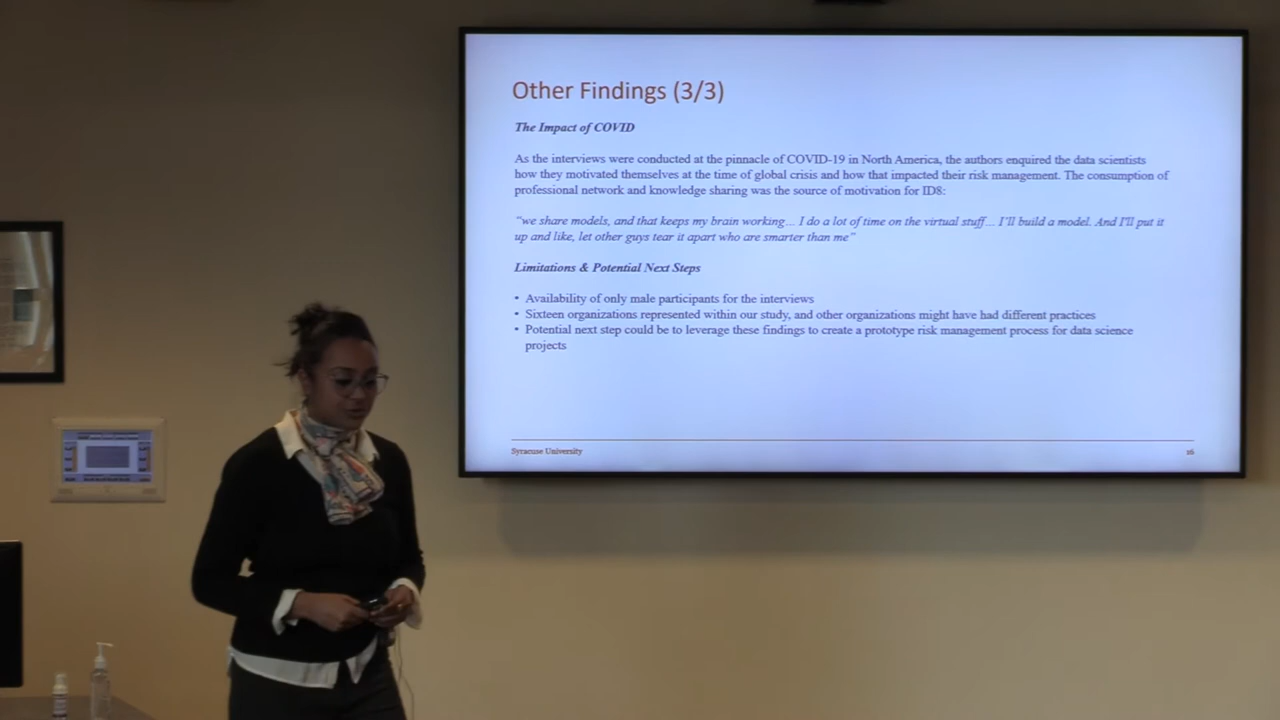 Other Findings (3/3)
The Impact of COVID
As the interviews were conducted at the pinnacle of COVID-19 in North America, the authors enquired the data scientists
how they motivated themselves at the time of global crisis and how that impacted their risk management. The consumption of
professional network and knowledge sharing was the source of motivation for ID8:
"we share models, and that keeps my brain working… I do a lot of time on the virtual stuff… I'll build a model. And I'll put it
up and like, let other guys tear it apart who are smarter than me"
Limitations & Potential Next Steps
• Availability of only male participants for the interviews
• Sixteen organizations represented within our study, and other organizations might have had different practices
• Potential next step could be to leverage these findings to create a prototype risk management process for data science
projects
Syracuse University
16